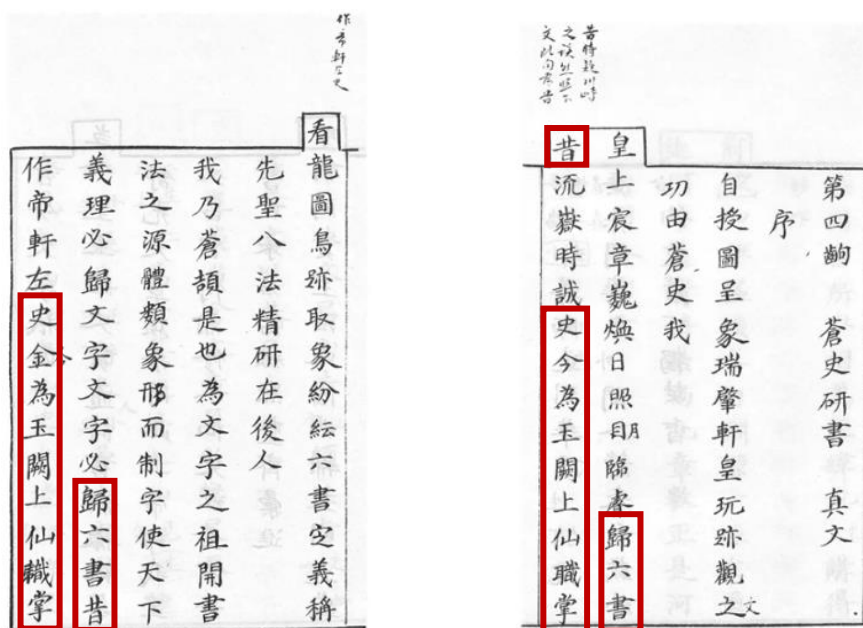 看龍圖鳥跡取象紛紜六書定義稱
先聖八法精研在後人
我乃蒼頡是也為文字之祖開書
法之源體類象形而制字使天下
義理必歸文字文字必歸六書昔
作帝軒左史金今為玉闕上仙職掌
第四齣 蒼史研書 真文
序
自授圖呈象瑞肇軒皇玩跡觀之文
功由蒼史我
皇上宸章巍煥日照目月臨睿歸六書
昔流嶽時誠史今為玉闕上仙職掌